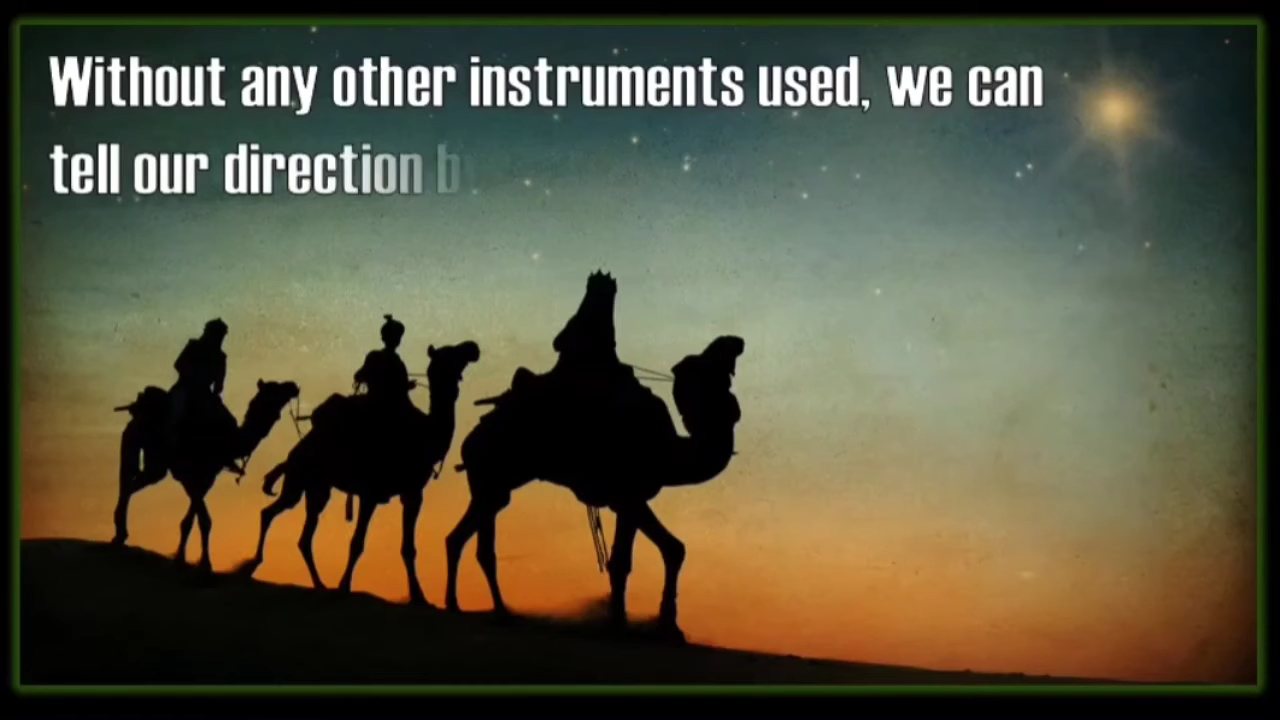 Without any other instruments used, we can
tell our direction